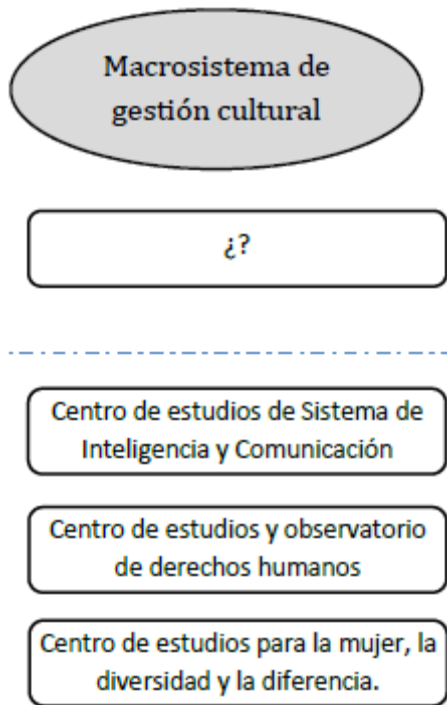 Macrosistema de
gestión cultural
¿?
Centro de estudios de Sistema de
Inteligencia y Comunicación
Centro de estudios y observatorio
de derechos humanos
Centro de estudios para la mujer, la
diversidad y la diferencia.